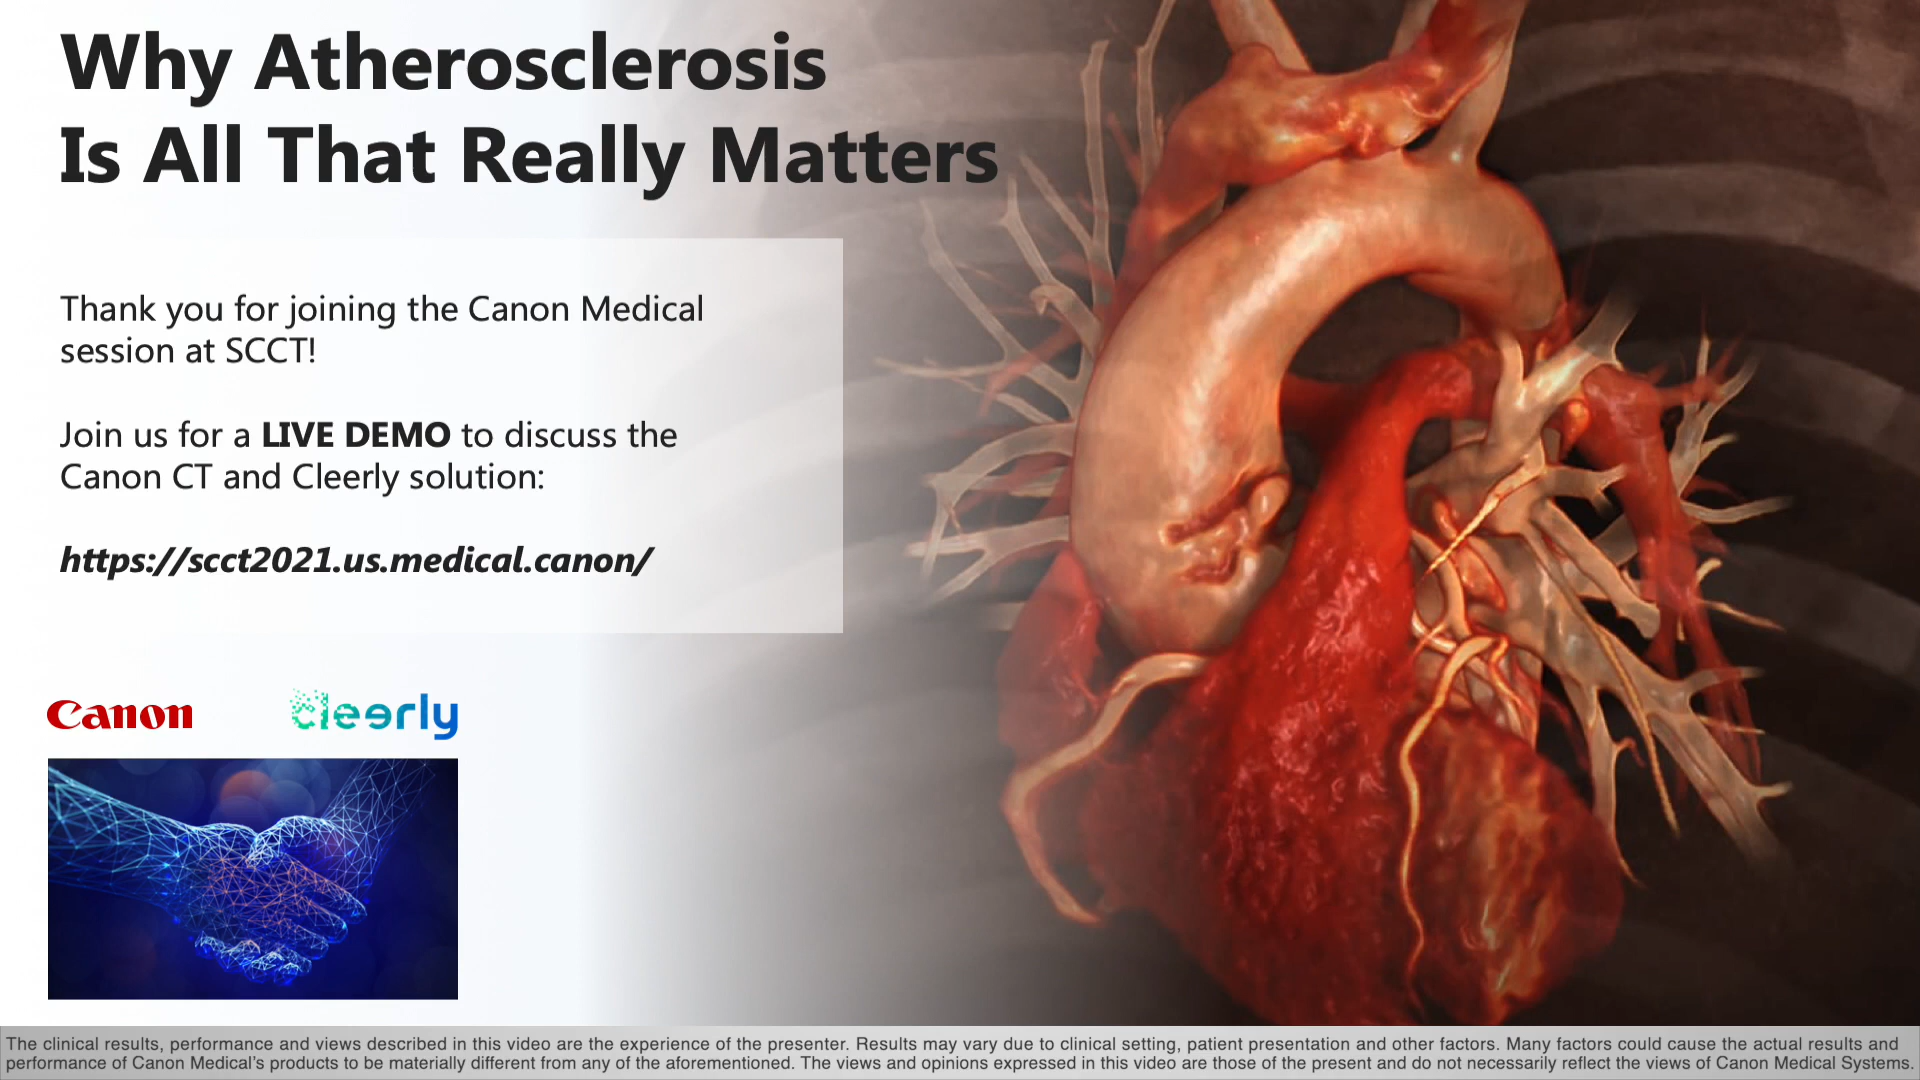 Why Atherosclerosis
Is All That Really Matters
Thank you for joining the Canon Medical
session at SCCT!
Join us for a LIVE DEMO to discuss the
Canon CT and Cleerly solution:
https://scct2021.us.medical.canon/
Canon
cleerly
The clinical results, performance and views described in this video are the experience of the presenter. Results may vary due to clinical setting, patient presentation and other factors. Many factors could cause the actual results and
performance of Canon Medical's products to be materially different from any of the aforementioned. The views and opinions expressed in this video are those of the present and do not necessarily reflect the views of Canon Medical Systems.